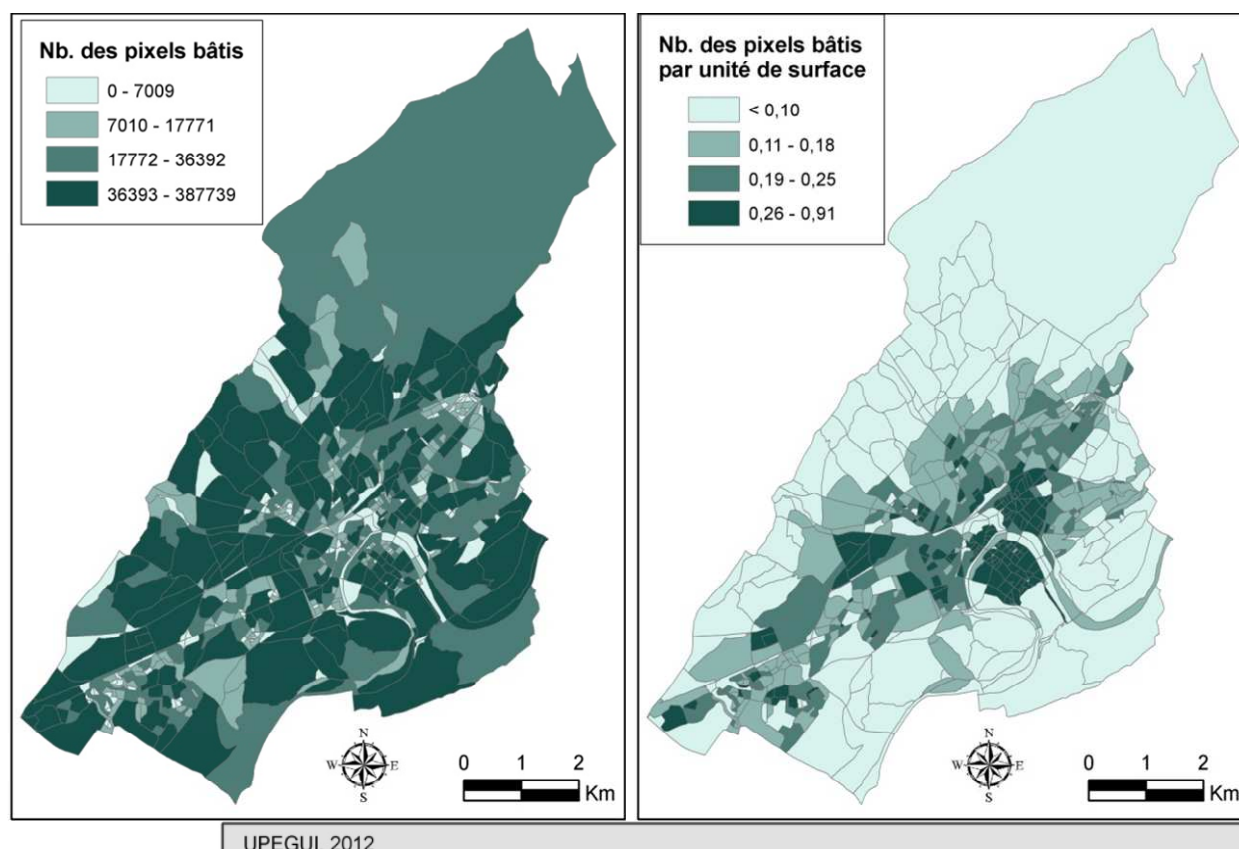 Nb. des pixels bâtis
0 - 7009
7010 - 17771
17772 - 36392
36393 - 387739
N
W E
S
0 1 2
Km
Nb. des pixels bâtis
par unité de surface
< 0,10
0,11 - 0,18
0,19 - 0,25
0,26 - 0,91
N
W E
S
0 1 2
Km
UPEGUI, 2012